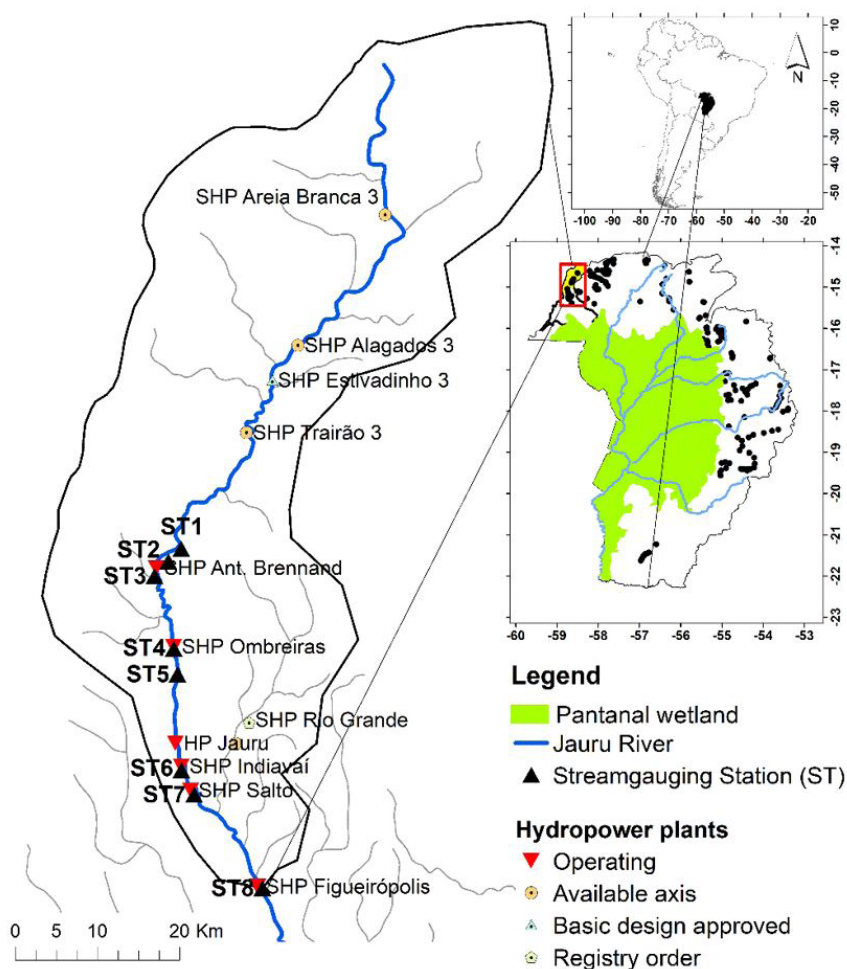 SHP Areia Branca 3
SHP Alagados 3
SHP Estivadinho 3
SHP Trairão 3
ST1
ST2
SHP Ant. Brennand
ST3
ST4 SHP Ombreiras
ST5
SHP Rio Grande
HP Jauru
ST6 SHP Indiavaí
ST7 SHP Salto
ST8 SHP Figueirópolis
0 5 10 20 Km
N
10
0
-10
-20
-30
-40
-50
-100 -80 -60 -40 -20
-14
-15
-16
-17
-18
-19
-20
-21
-22
-23
-60 -59 -58 -57 -56 -55 -54 -53
Legend
Pantanal wetland
Jauru River
Streamgauging Station (ST)
Hydropower plants
Operating
Available axis
Basic design approved
Registry order